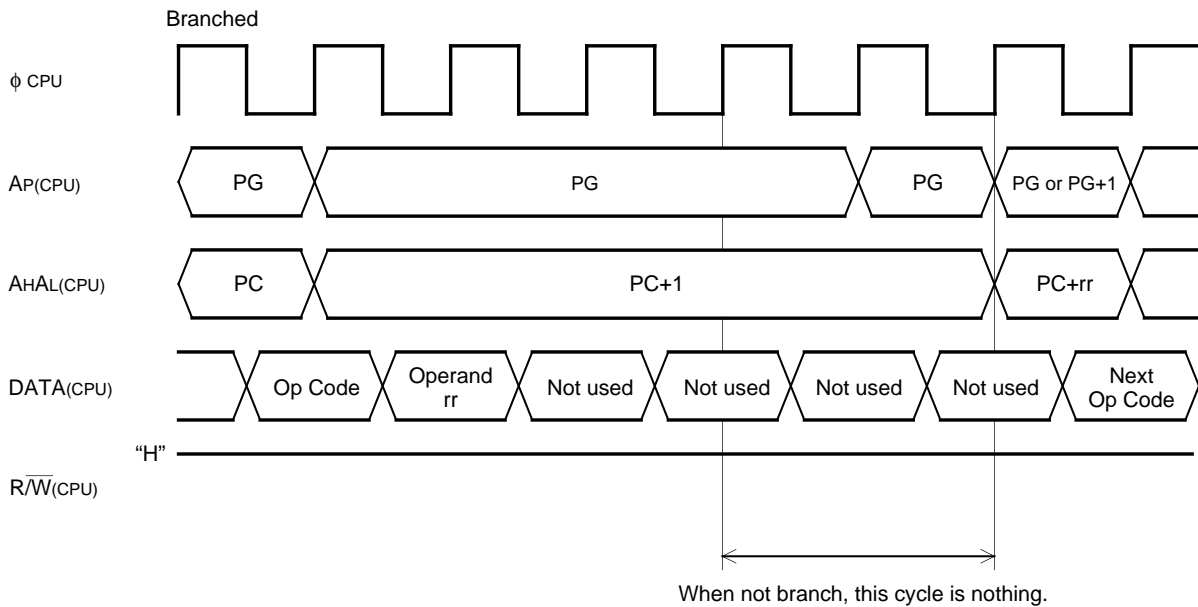 Branched
ϕ CPU
AP(CPU)
PG
PG
PG
PG or PG+1
AHAL(CPU)
PC
PC+1
PC+rr
DATA(CPU)
Op Code
Operand
rr
Not used
Not used
Not used
Not used
Next
Op Code
“H”
R/W̅(CPU)
When not branch, this cycle is nothing.